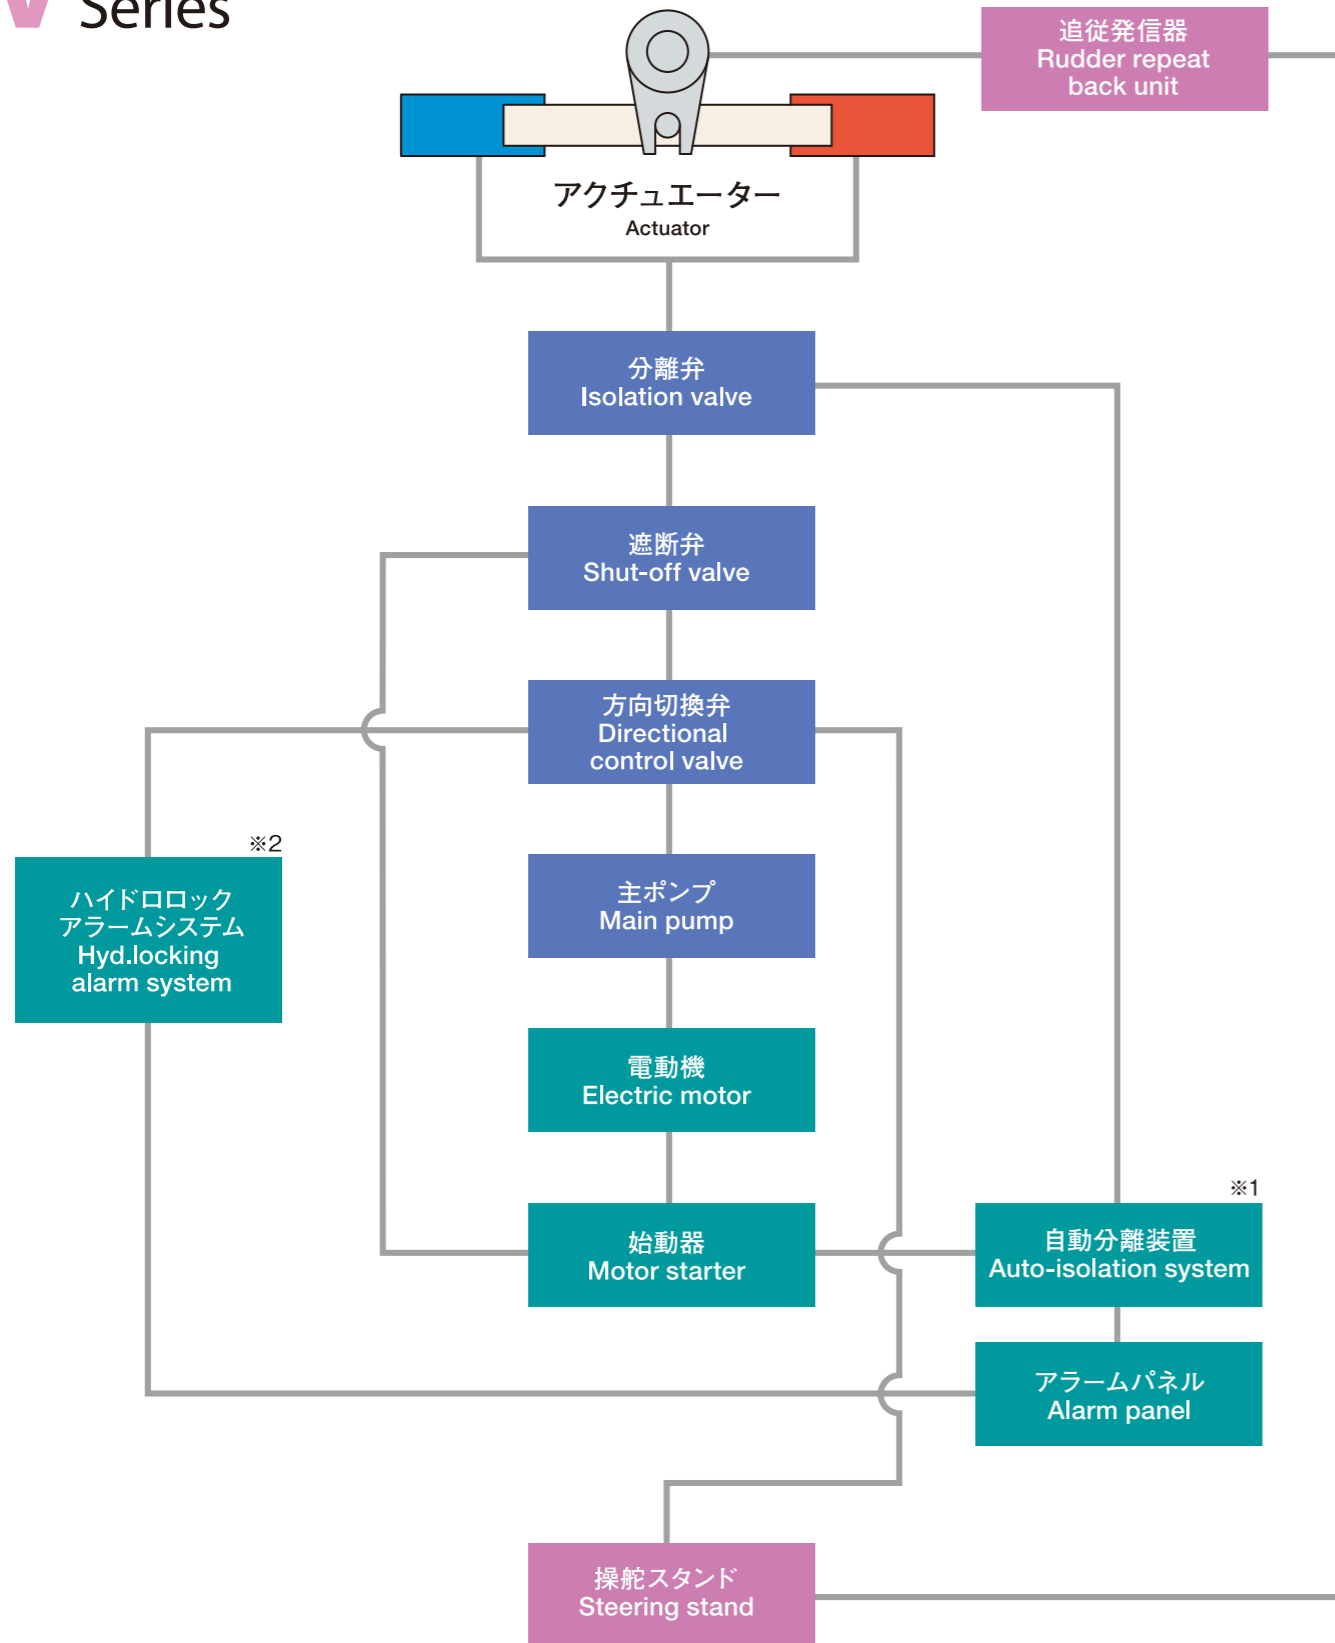 V Series
追従発信器
Rudder repeat
back unit
アクチュエーター
Actuator
分離弁
Isolation valve
遮断弁
Shut-off valve
方向切換弁
Directional
control valve
※2
ハイドロロック
アラームシステム
Hyd.locking
alarm system
主ポンプ
Main pump
電動機
Electric motor
※1
始動器
Motor starter
自動分離装置
Auto-isolation system
アラームパネル
Alarm panel
操舵スタンド
Steering stand